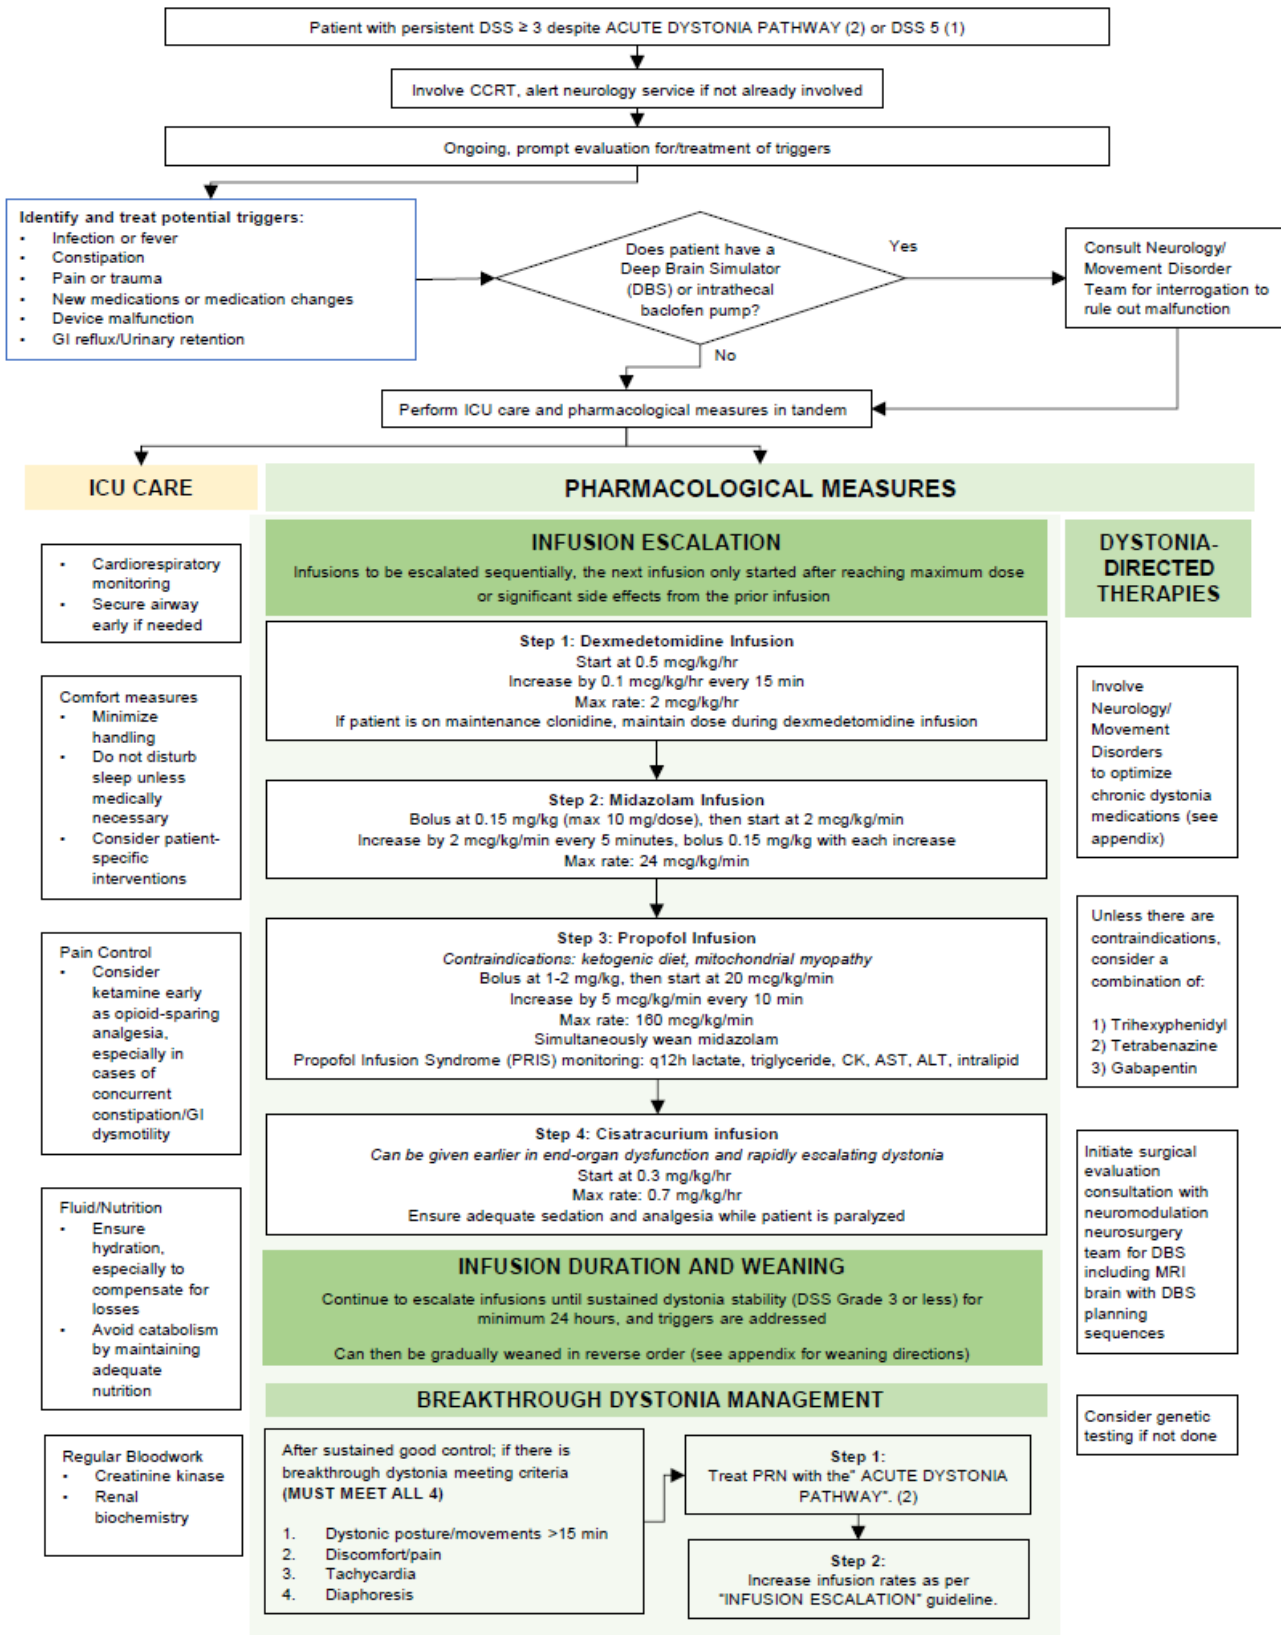 Patient with persistent DSS ≥ 3 despite ACUTE DYSTONIA PATHWAY (2) or DSS 5 (1)
Involve CCRT, alert neurology service if not already involved
Ongoing, prompt evaluation for/treatment of triggers
Identify and treat potential triggers:
• Infection or fever
• Constipation
• Pain or trauma
• New medications or medication changes
• Device malfunction
• GI reflux/Urinary retention
Does patient have a
Deep Brain Simulator
(DBS) or intrathecal
baclofen pump?
Yes
No
Consult Neurology/
Movement Disorder
Team for interrogation to
rule out malfunction
Perform ICU care and pharmacological measures in tandem
ICU CARE
• Cardiorespiratory
monitoring
• Secure airway
early if needed
Comfort measures
• Minimize
handling
• Do not disturb
sleep unless
medically
necessary
• Consider patient-
specific
interventions
Pain Control
• Consider
ketamine early
as opioid-sparing
analgesia,
especially in
cases of
concurrent
constipation/GI
dysmotility
Fluid/Nutrition
• Ensure
hydration,
especially to
compensate for
losses
• Avoid catabolism
by maintaining
adequate
nutrition
Regular Bloodwork
• Creatinine kinase
• Renal
biochemistry
PHARMACOLOGICAL MEASURES
INFUSION ESCALATION
Infusions to be escalated sequentially, the next infusion only started after reaching maximum dose
or significant side effects from the prior infusion
Step 1: Dexmedetomidine Infusion
Start at 0.5 mcg/kg/hr
Increase by 0.1 mcg/kg/hr every 15 min
Max rate: 2 mcg/kg/hr
If patient is on maintenance clonidine, maintain dose during dexmedetomidine infusion
Step 2: Midazolam Infusion
Bolus at 0.15 mg/kg (max 10 mg/dose), then start at 2 mcg/kg/min
Increase by 2 mcg/kg/min every 5 minutes, bolus 0.15 mg/kg with each increase
Max rate: 24 mcg/kg/min
Step 3: Propofol Infusion
Contraindications: ketogenic diet, mitochondrial myopathy
Bolus at 1-2 mg/kg, then start at 20 mcg/kg/min
Increase by 5 mcg/kg/min every 10 min
Max rate: 160 mcg/kg/min
Simultaneously wean midazolam
Propofol Infusion Syndrome (PRIS) monitoring: q12h lactate, triglyceride, CK, AST, ALT, intralipid
Step 4: Cisatracurium infusion
Can be given earlier in end-organ dysfunction and rapidly escalating dystonia
Start at 0.3 mg/kg/hr
Max rate: 0.7 mg/kg/hr
Ensure adequate sedation and analgesia while patient is paralyzed
INFUSION DURATION AND WEANING
Continue to escalate infusions until sustained dystonia stability (DSS Grade 3 or less) for
minimum 24 hours, and triggers are addressed
Can then be gradually weaned in reverse order (see appendix for weaning directions)
BREAKTHROUGH DYSTONIA MANAGEMENT
After sustained good control; if there is
breakthrough dystonia meeting criteria
(MUST MEET ALL 4)
1. Dystonic posture/movements >15 min
2. Discomfort/pain
3. Tachycardia
4. Diaphoresis
Step 1:
Treat PRN with the" ACUTE DYSTONIA
PATHWAY". (2)
Step 2:
Increase infusion rates as per
"INFUSION ESCALATION" guideline.
DYSTONIA-
DIRECTED
THERAPIES
Involve
Neurology/
Movement
Disorders
to optimize
chronic dystonia
medications (see
appendix)
Unless there are
contraindications,
consider a
combination of:
1) Trihexyphenidyl
2) Tetrabenazine
3) Gabapentin
Initiate surgical
evaluation
consultation with
neuromodulation
neurosurgery
team for DBS
including MRI
brain with DBS
planning
sequences
Consider genetic
testing if not done